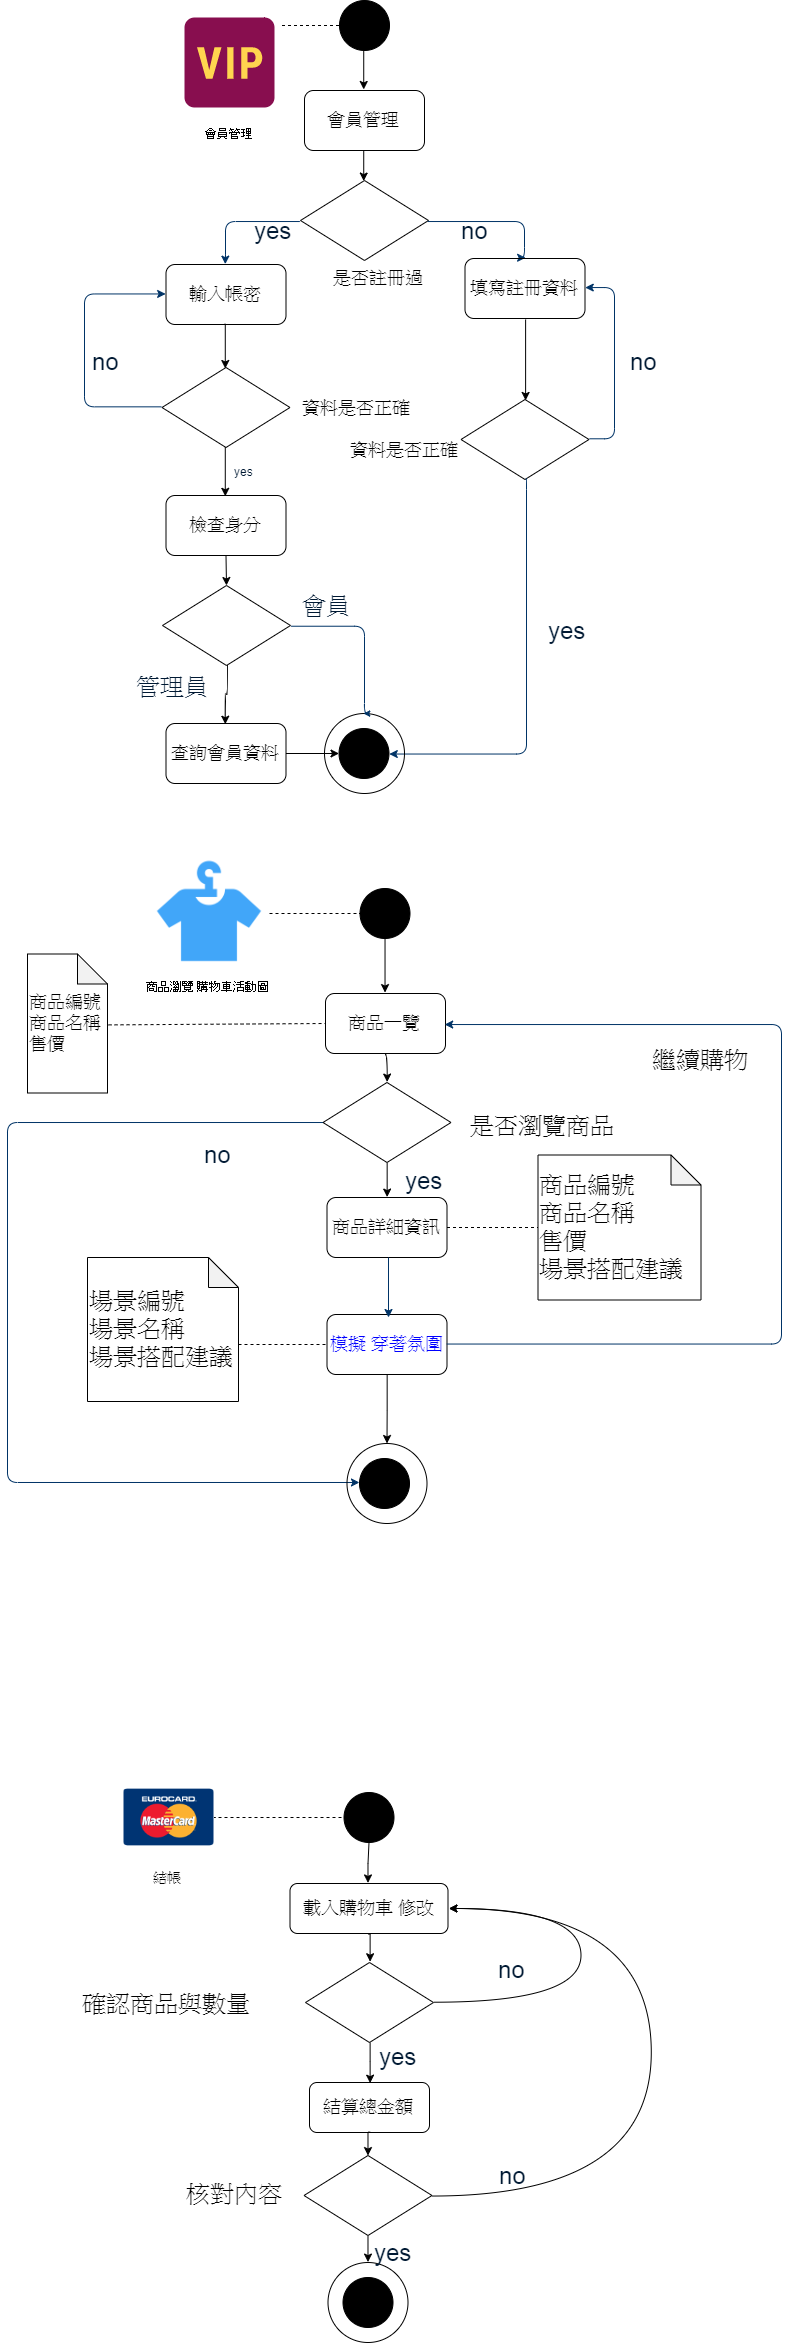 VIP
會員管理
會員管理
yes
no
是否註冊過
輸入帳密
填寫註冊資料
no
no
資料是否正確
資料是否正確
yes
檢查身分
會員
yes
管理員
查詢會員資料
商品瀏覽 購物車活動圖
商品編號
商品名稱
售價
商品一覽
繼續購物
是否瀏覽商品
no
yes
商品編號
商品名稱
售價
場景搭配建議
商品詳細資訊
場景編號
場景名稱
場景搭配建議
模擬 穿著氛圍
EUROCARD
MasterCard
結帳
載入購物車 修改
no
確認商品與數量
yes
結算總金額
no
核對內容
yes